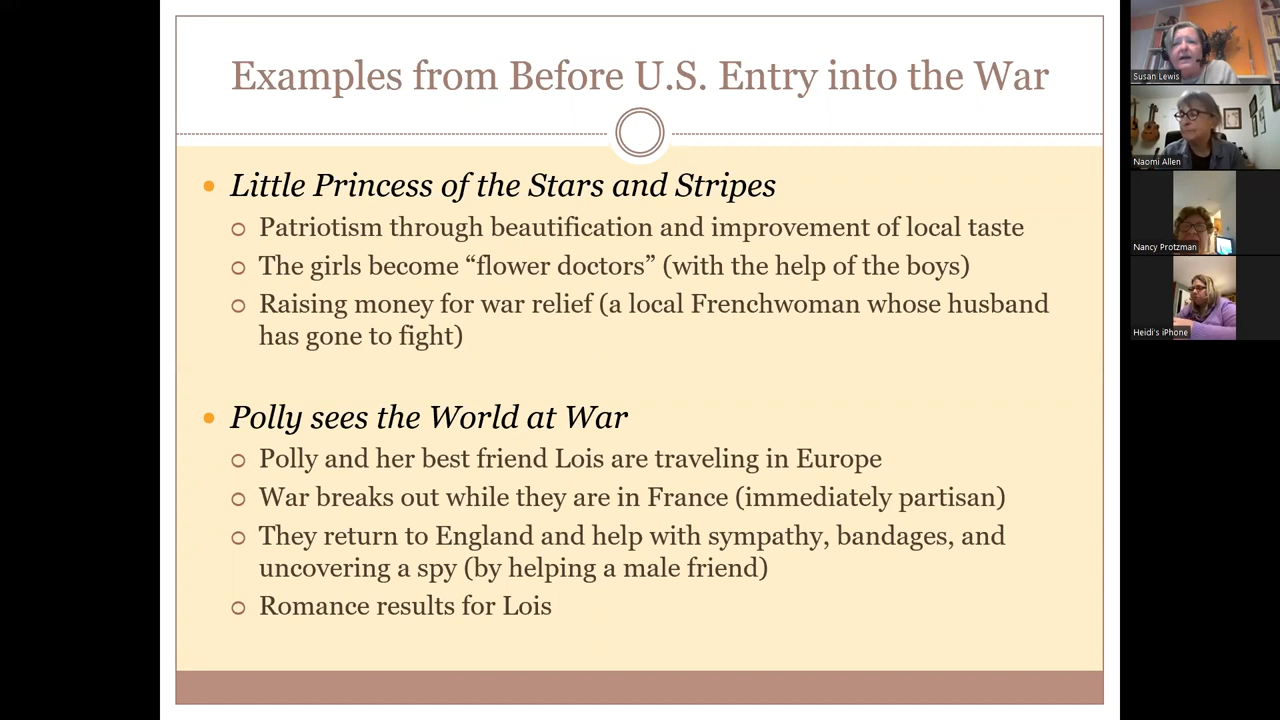 Examples from Before U.S. Entry into the War
Little Princess of the Stars and Stripes
Patriotism through beautification and improvement of local taste
The girls become “flower doctors” (with the help of the boys)
Raising money for war relief (a local Frenchwoman whose husband
has gone to fight)
Polly sees the World at War
Polly and her best friend Lois are traveling in Europe
War breaks out while they are in France (immediately partisan)
They return to England and help with sympathy, bandages, and
uncovering a spy (by helping a male friend)
Romance results for Lois
Susan Lewis
Naomi Allen
Nancy Protzman
Heidi's iPhone